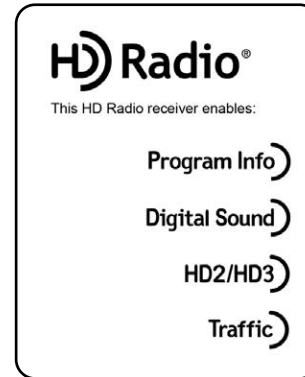 HD Radio®
This HD Radio receiver enables:
Program Info
Digital Sound
HD2/HD3
Traffic